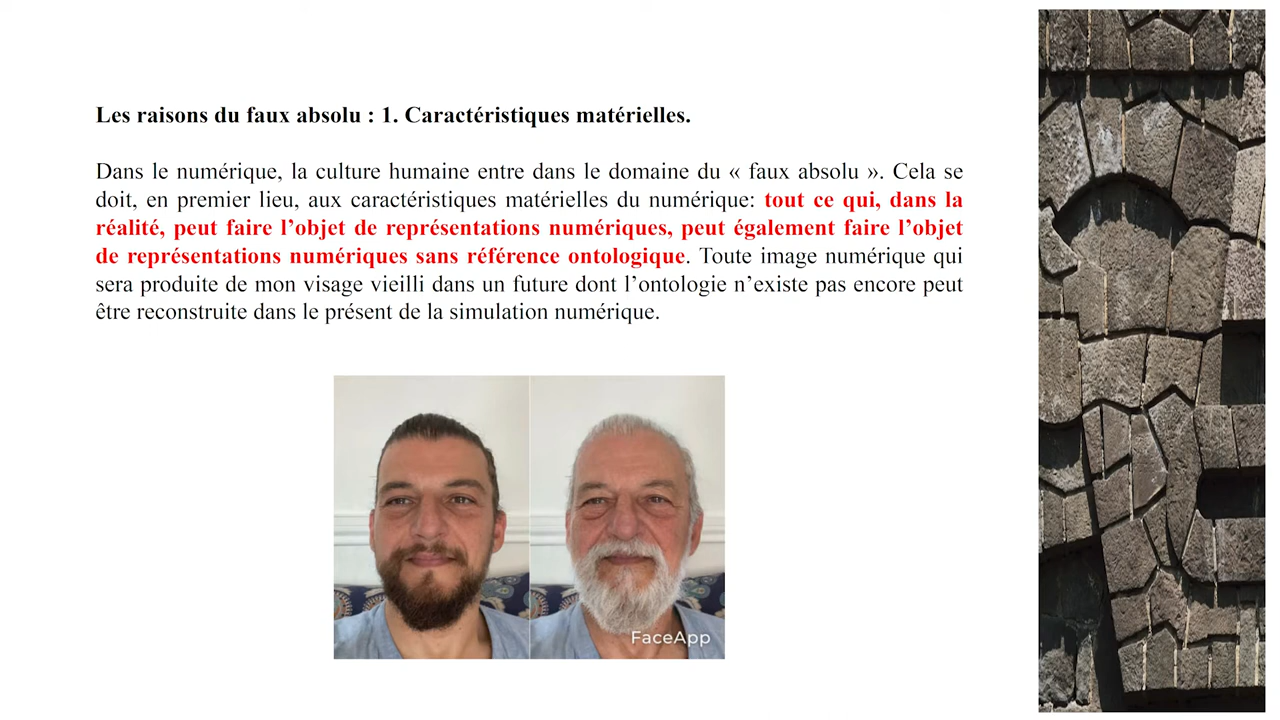 Les raisons du faux absolu : 1. Caractéristiques matérielles.
Dans le numérique, la culture humaine entre dans le domaine du « faux absolu ». Cela se
doit, en premier lieu, aux caractéristiques matérielles du numérique: tout ce qui, dans la
réalité, peut faire l’objet de représentations numériques, peut également faire l’objet
de représentations numériques sans référence ontologique. Toute image numérique qui
sera produite de mon visage vieilli dans un future dont l’ontologie n’existe pas encore peut
être reconstruite dans le présent de la simulation numérique.
FaceApp